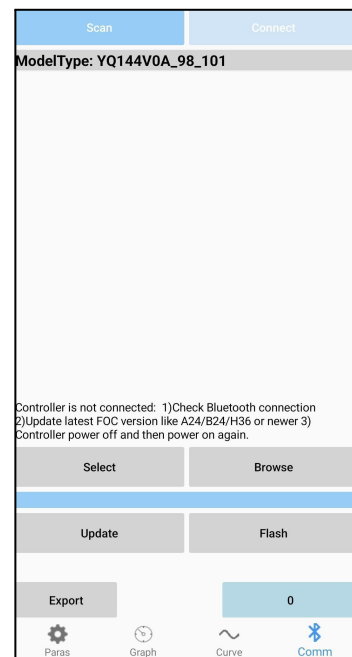 Scan Connect
ModelType: YQ144V0A_98_101
Controller is not connected:  1)Check Bluetooth connection
2)Update latest FOC version like A24/B24/H36 or newer 3)
Controller power off and then power on again.
Select Browse
Update Flash
Export 0
Paras Graph Curve Comm